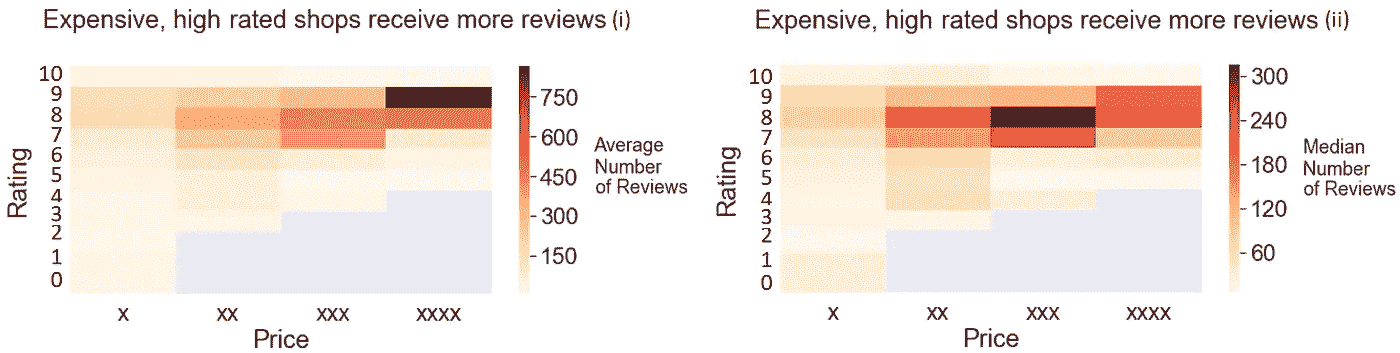 Expensive, high rated shops receive more reviews (i)
10
9
8
7
6
5
4
3
2
1
0
Rating
x xx xxx xxxx
Price
750
600
450
300
150
Average
Number
of Reviews
Expensive, high rated shops receive more reviews (ii)
10
9
8
7
6
5
4
3
2
1
0
Rating
x xx xxx xxxx
Price
300
240
180
120
60
Median
Number
of Reviews